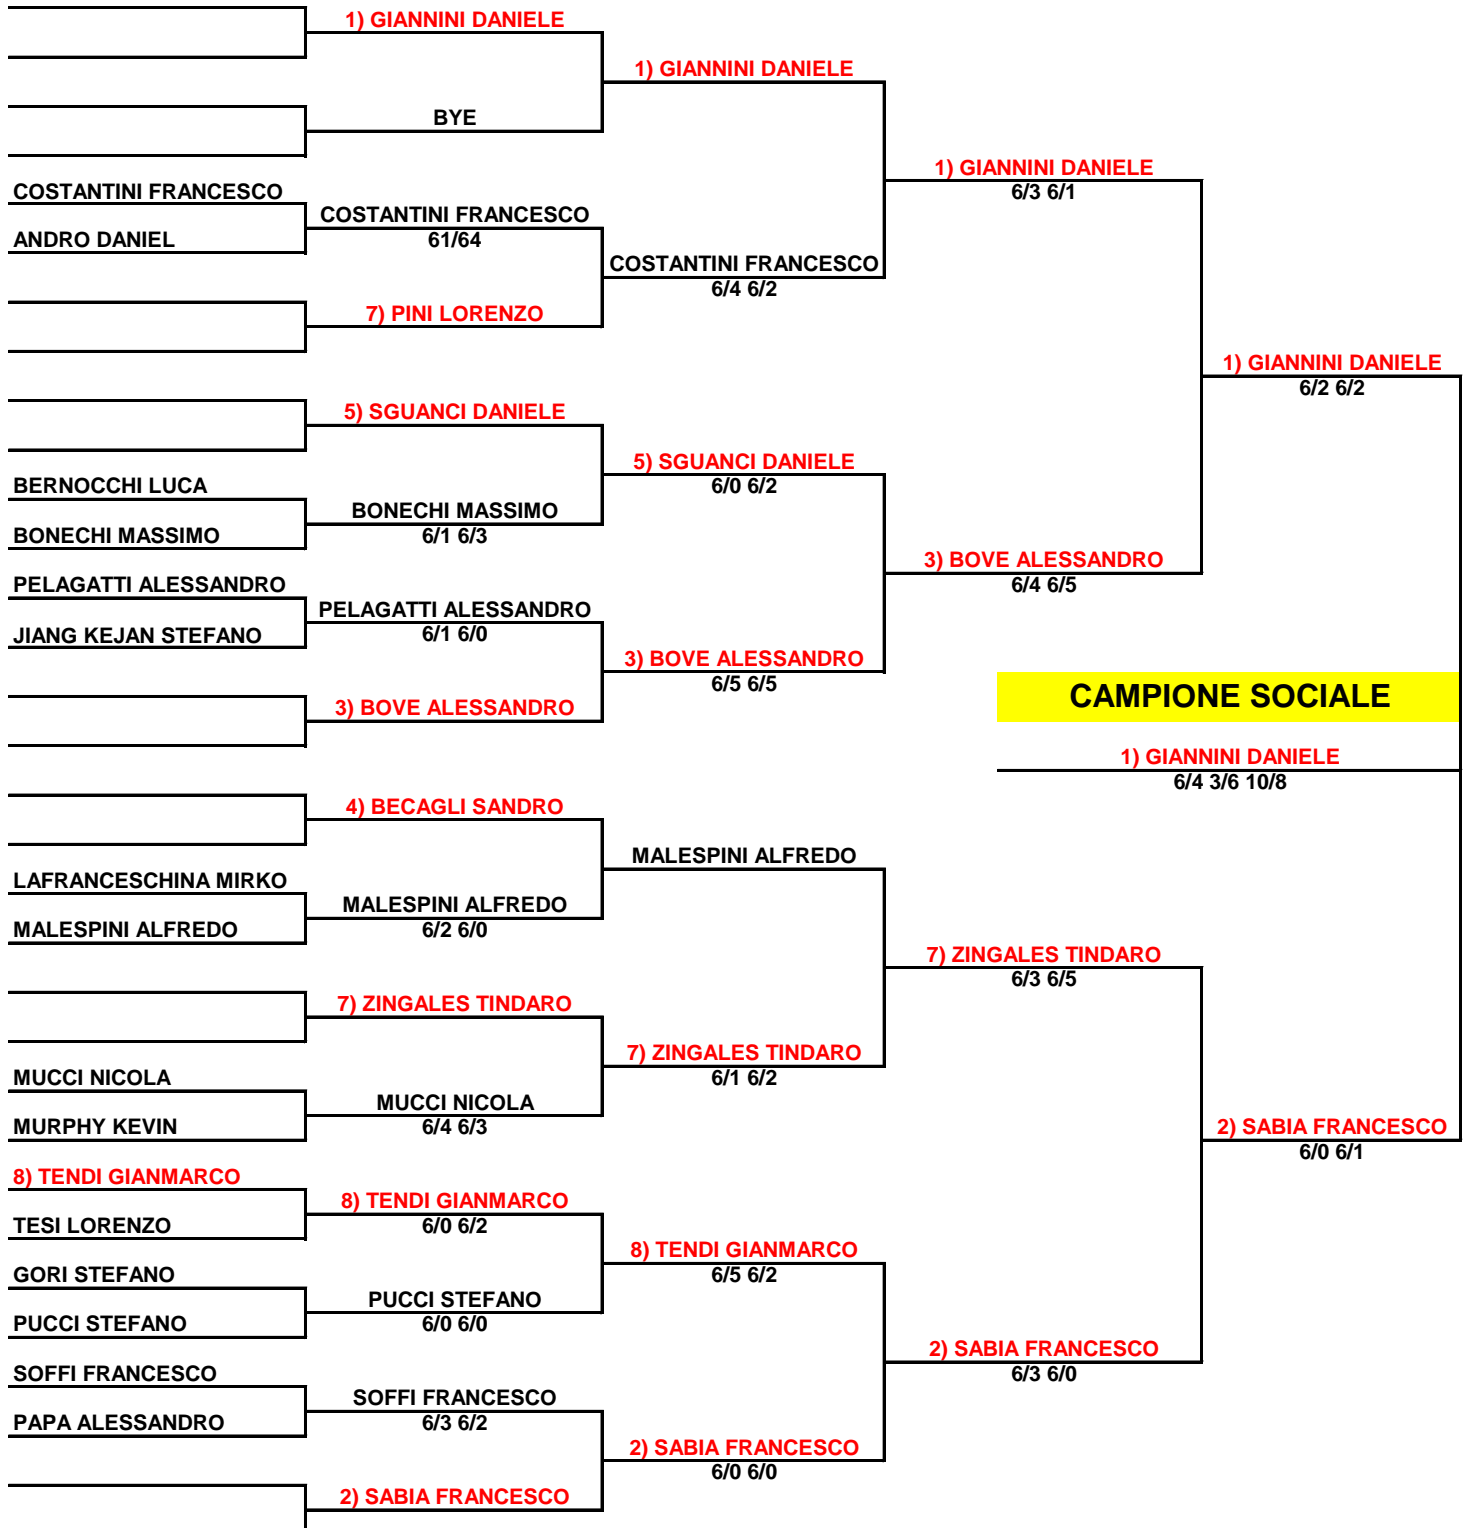 1) GIANNINI DANIELE
1) GIANNINI DANIELE
BYE
1) GIANNINI DANIELE
6/3 6/1
COSTANTINI FRANCESCO
COSTANTINI FRANCESCO
61/64
ANDRO DANIEL
COSTANTINI FRANCESCO
6/4 6/2
7) PINI LORENZO
1) GIANNINI DANIELE
6/2 6/2
5) SGUANCI DANIELE
5) SGUANCI DANIELE
6/0 6/2
BERNOCCHI LUCA
BONECHI MASSIMO
6/1 6/3
BONECHI MASSIMO
3) BOVE ALESSANDRO
6/4 6/5
PELAGATTI ALESSANDRO
PELAGATTI ALESSANDRO
6/1 6/0
JIANG KEJAN STEFANO
3) BOVE ALESSANDRO
6/5 6/5
3) BOVE ALESSANDRO
CAMPIONE SOCIALE
1) GIANNINI DANIELE
6/4 3/6 10/8
4) BECAGLI SANDRO
MALESPINI ALFREDO
LAFRANCESCHINA MIRKO
MALESPINI ALFREDO
6/2 6/0
MALESPINI ALFREDO
7) ZINGALES TINDARO
6/3 6/5
7) ZINGALES TINDARO
7) ZINGALES TINDARO
6/1 6/2
MUCCI NICOLA
MUCCI NICOLA
6/4 6/3
MURPHY KEVIN
2) SABIA FRANCESCO
6/0 6/1
8) TENDI GIANMARCO
8) TENDI GIANMARCO
6/0 6/2
TESI LORENZO
8) TENDI GIANMARCO
6/5 6/2
GORI STEFANO
PUCCI STEFANO
6/0 6/0
PUCCI STEFANO
2) SABIA FRANCESCO
6/3 6/0
SOFFI FRANCESCO
SOFFI FRANCESCO
6/3 6/2
PAPA ALESSANDRO
2) SABIA FRANCESCO
6/0 6/0
2) SABIA FRANCESCO